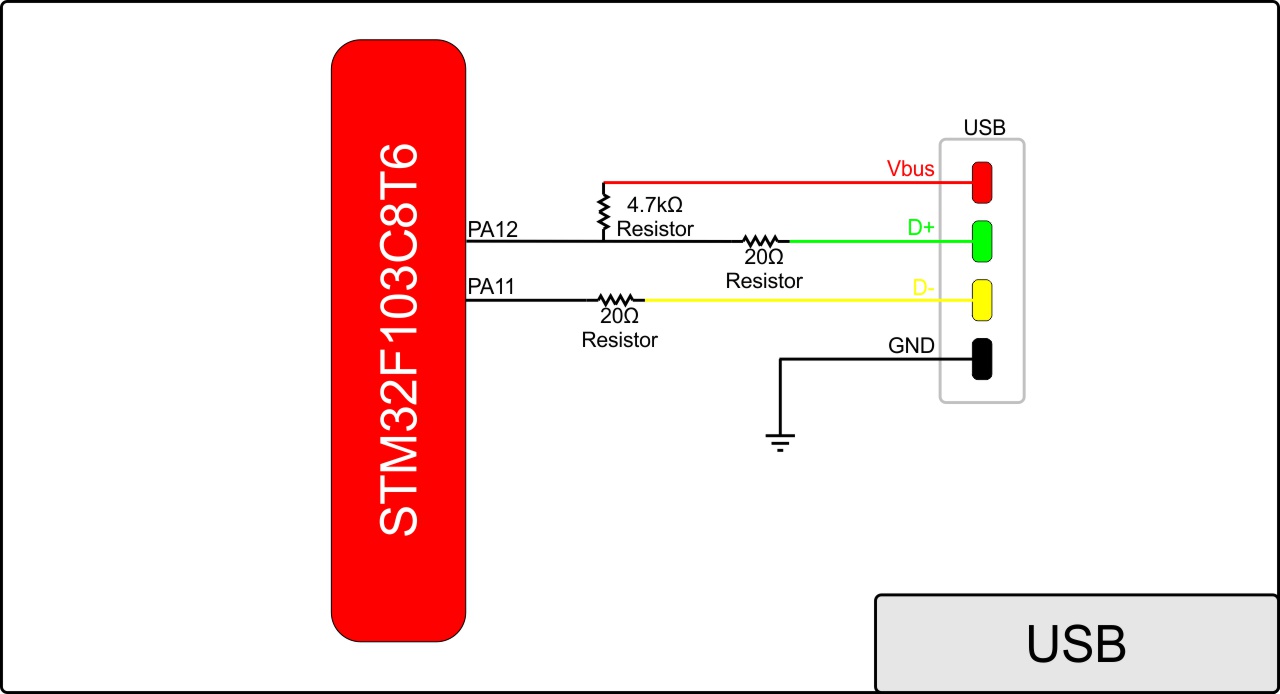 USB
Vbus
4.7kΩ
Resistor
PA12
D+
20Ω
Resistor
PA11
D-
20Ω
Resistor
GND
STM32F103C8T6
USB